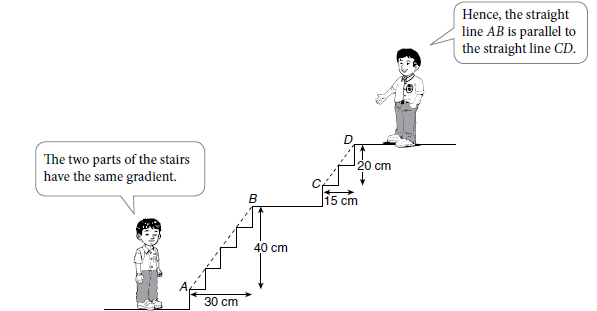 Hence, the straight
line AB is parallel to
the straight line CD.
The two parts of the stairs
have the same gradient.
D
20 cm
C
15 cm
B
40 cm
A
30 cm